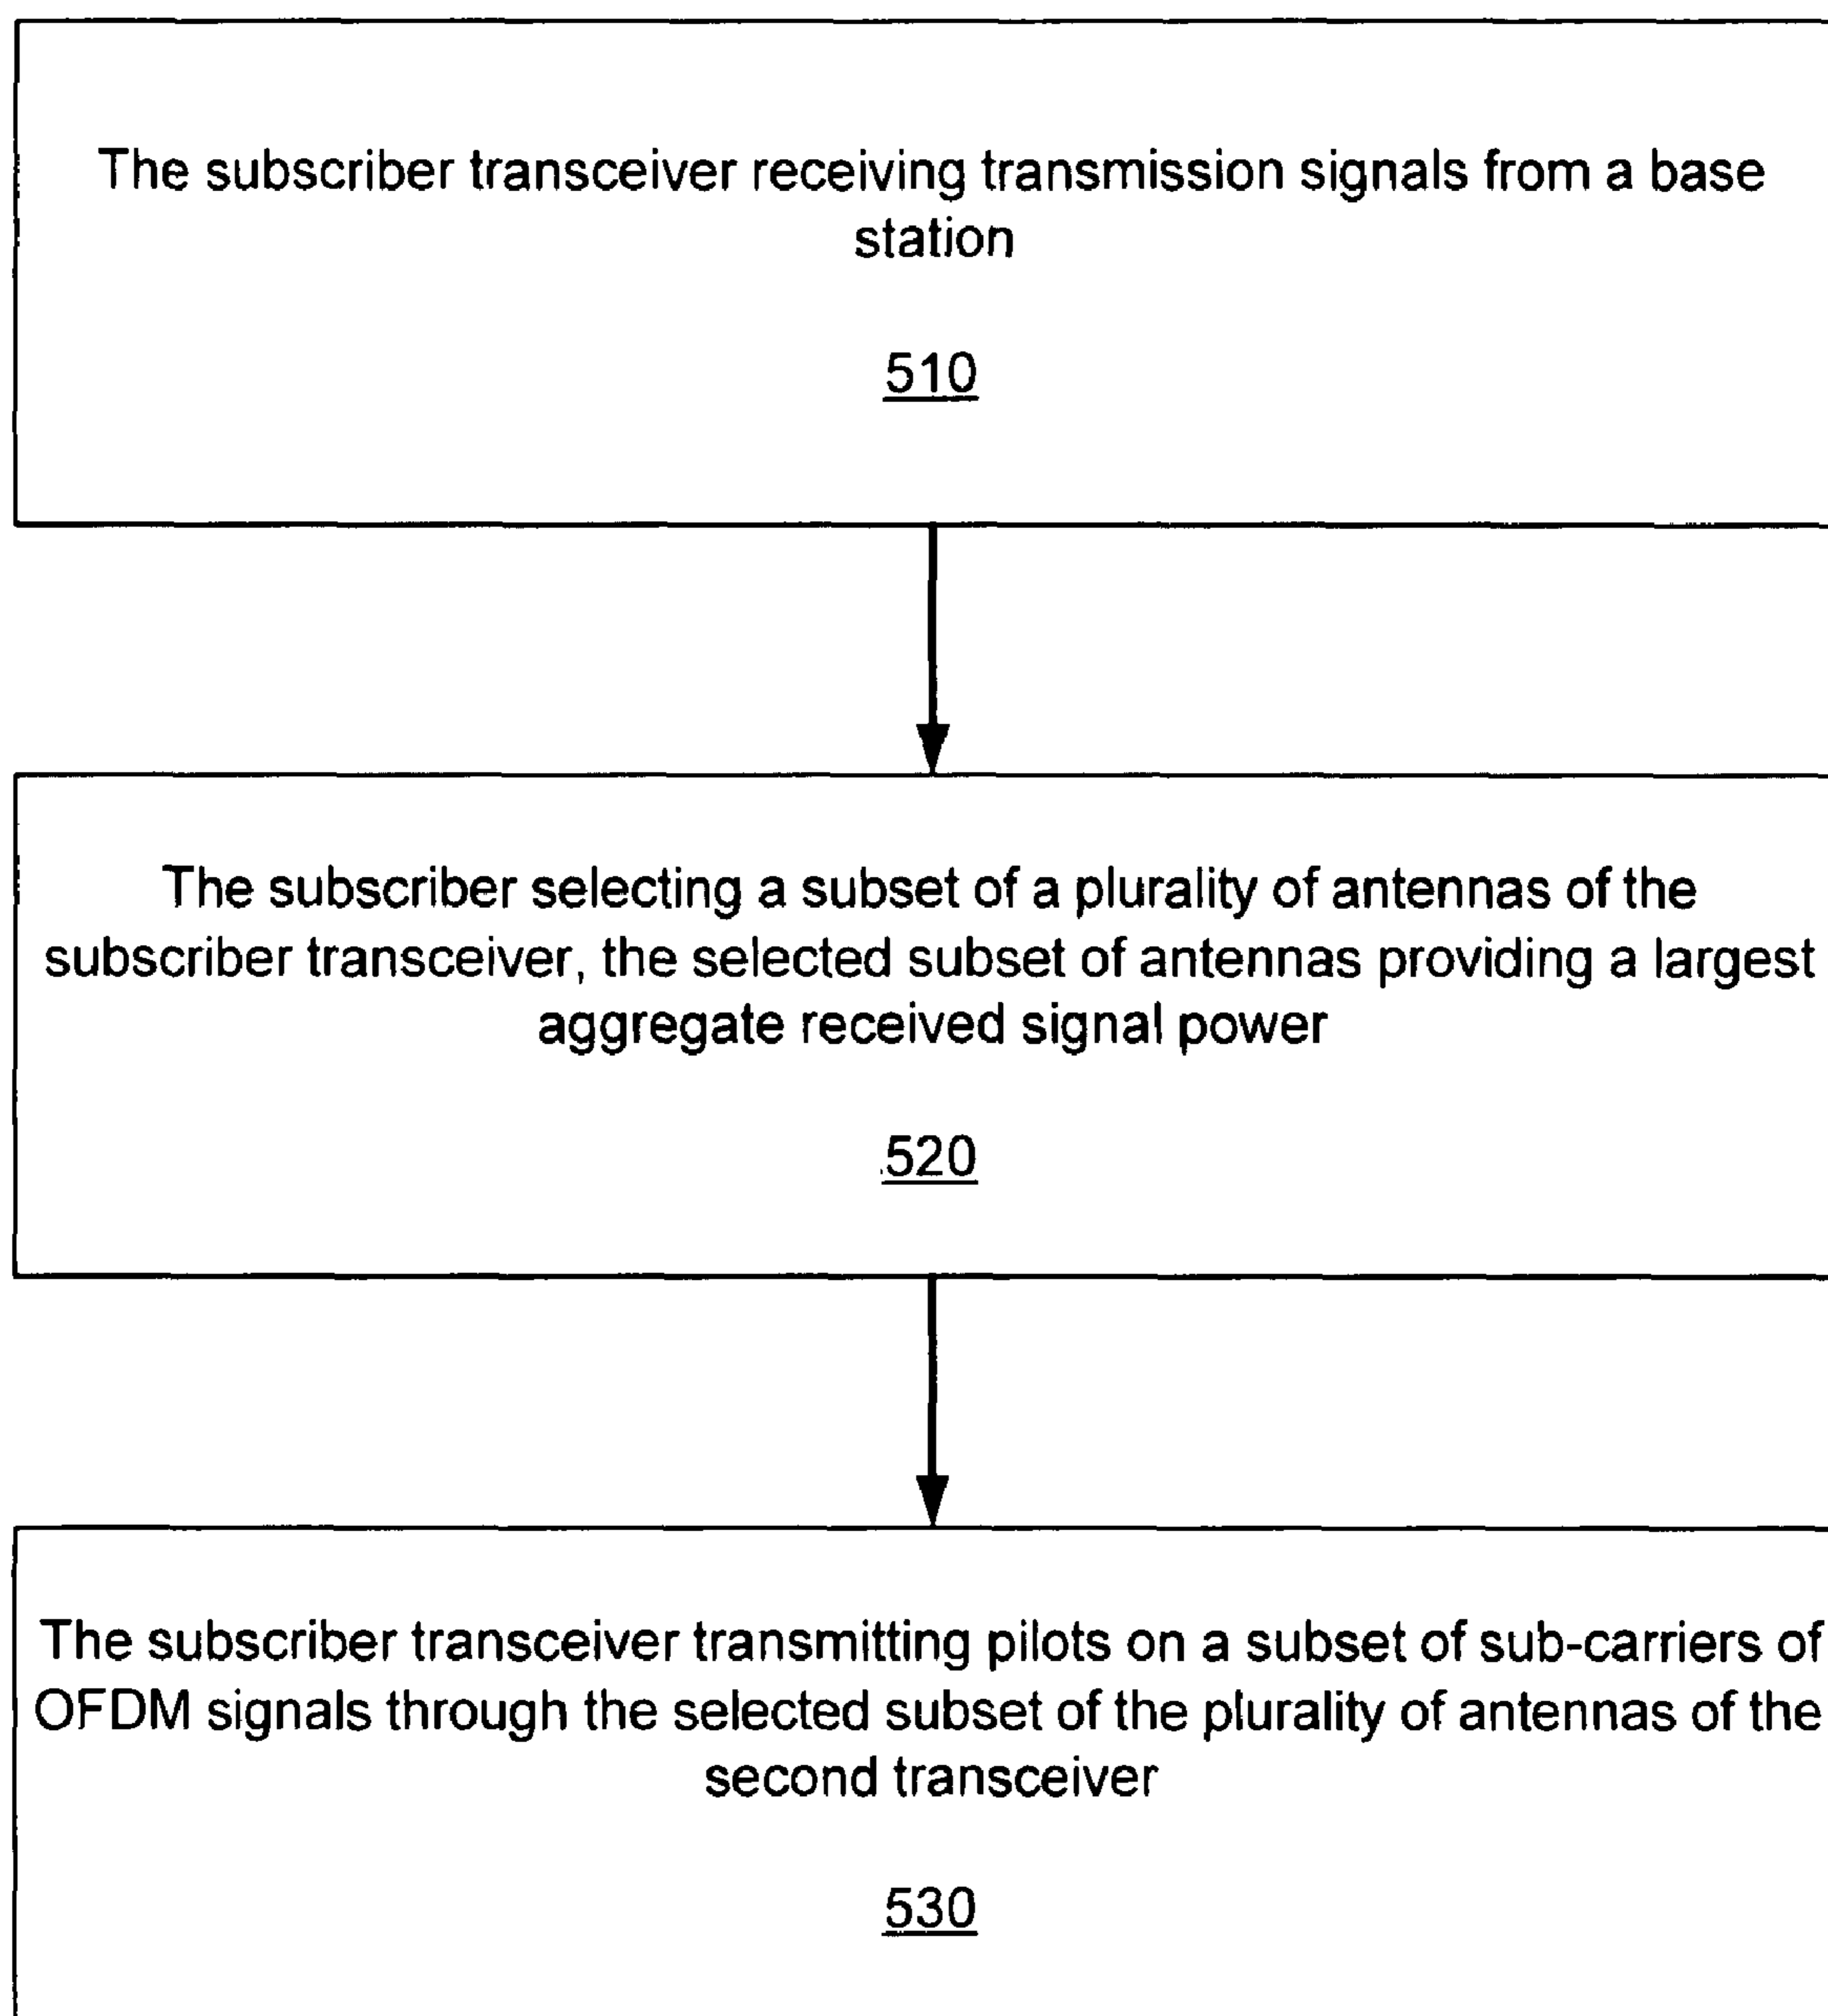 The subscriber transceiver receiving transmission signals from a base
station
510
The subscriber selecting a subset of a plurality of antennas of the
subscriber transceiver, the selected subset of antennas providing a largest
aggregate received signal power
520
The subscriber transceiver transmitting pilots on a subset of sub-carriers of
OFDM signals through the selected subset of the plurality of antennas of the
second transceiver
530